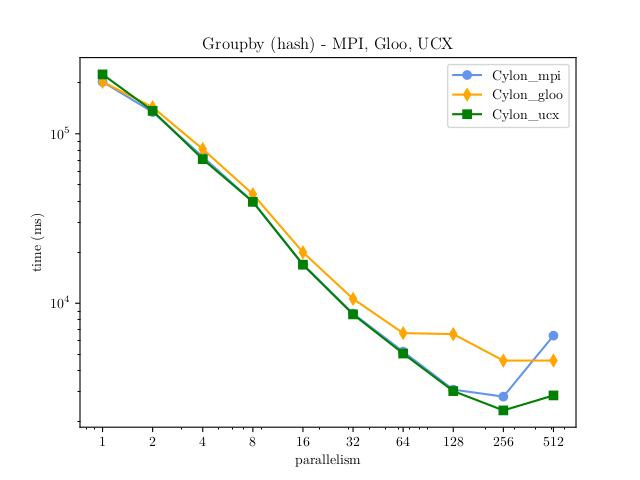 Groupby (hash) - MPI, Gloo, UCX
Cylon_mpi
Cylon_gloo
Cylon_ucx
time (ms)
10^5
10^4
1 2 4 8 16 32 64 128 256 512
parallelism